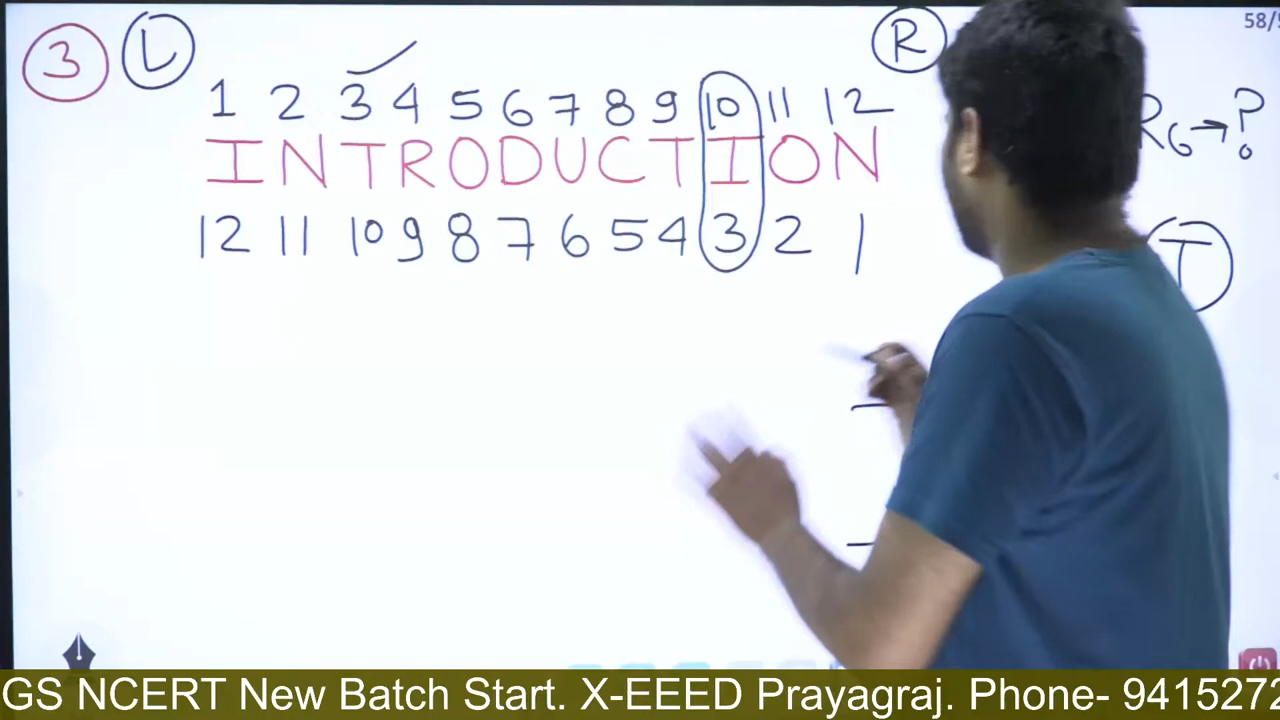 3 L R 58/5
1 2 3 4 5 6 7 8 9 10 11 12
INTRODUCTION
R6→?
12 11 10 9 8 7 6 5 4 3 2 1
T
GS NCERT New Batch Start. X-EEED Prayagraj. Phone- 9415272